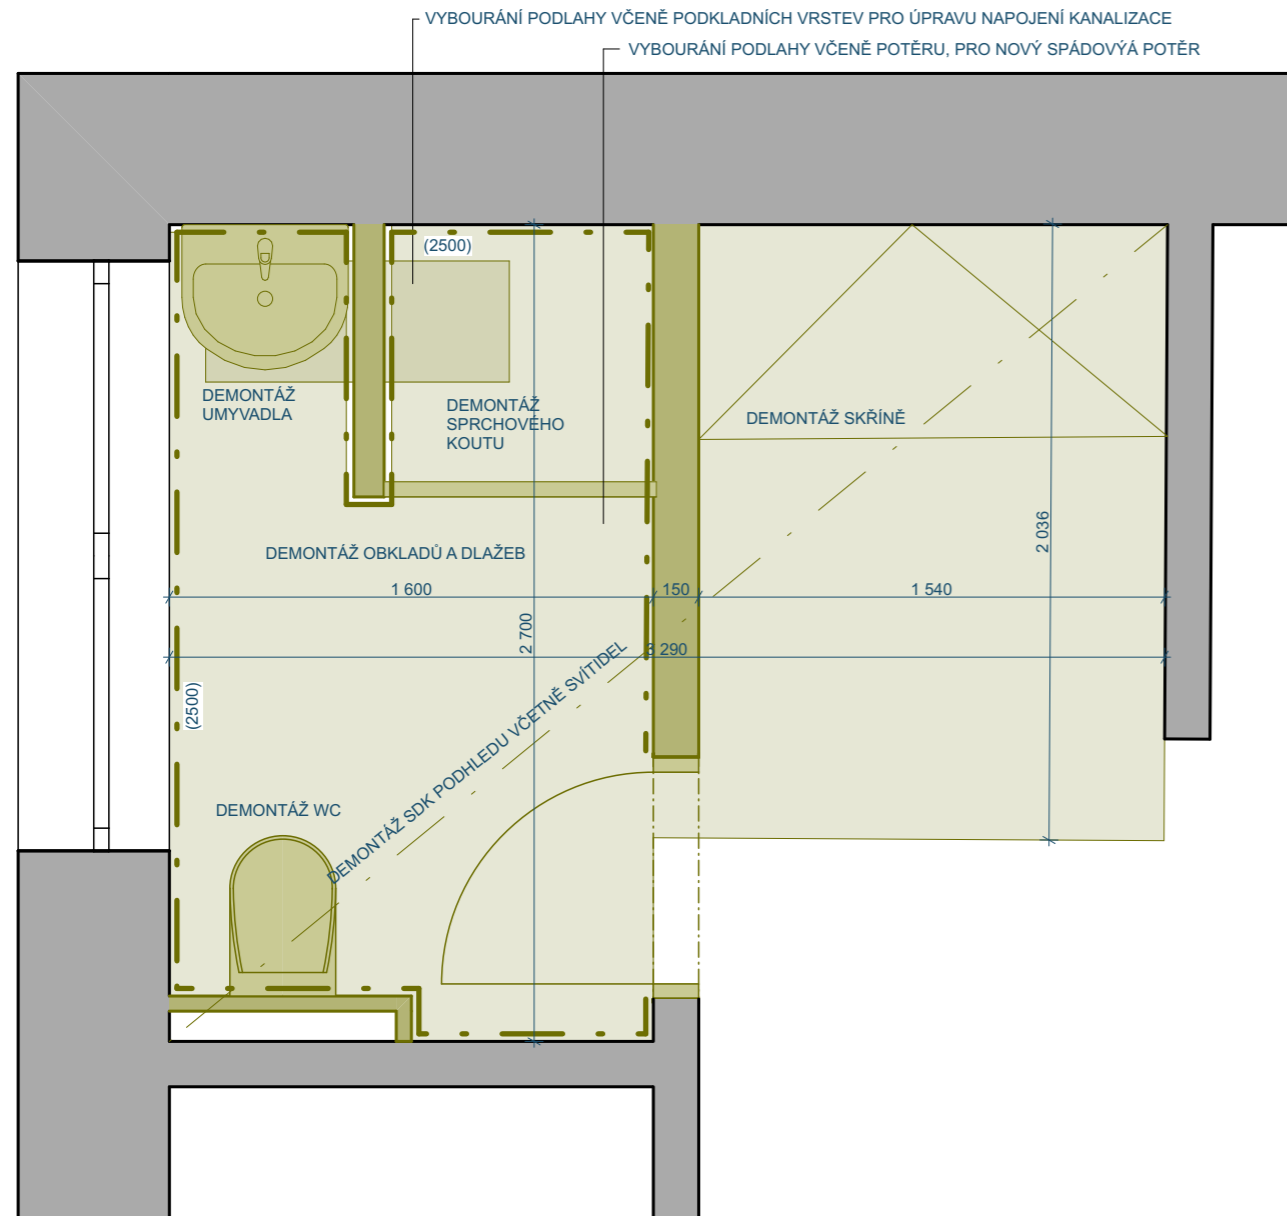 VYBOURÁNÍ PODLAHY VČENĚ PODKLADNÍCH VRSTEV PRO ÚPRAVU NAPOJENÍ KANALIZACE
VYBOURÁNÍ PODLAHY VČENĚ POTĚRU, PRO NOVÝ SPÁDOVÝÁ POTĚR
(2500)
DEMONTÁŽ
UMYVADLA
DEMONTÁŽ
SPRCHOVÉHO
KOUTU
DEMONTÁŽ SKŘÍNĚ
2 036
DEMONTÁŽ OBKLADŮ A DLAŽEB
1 600
150
1 540
2 700
3 290
(2500)
DEMONTÁŽ SDK PODHLEDU VČETNĚ SVÍTIDEL
DEMONTÁŽ WC